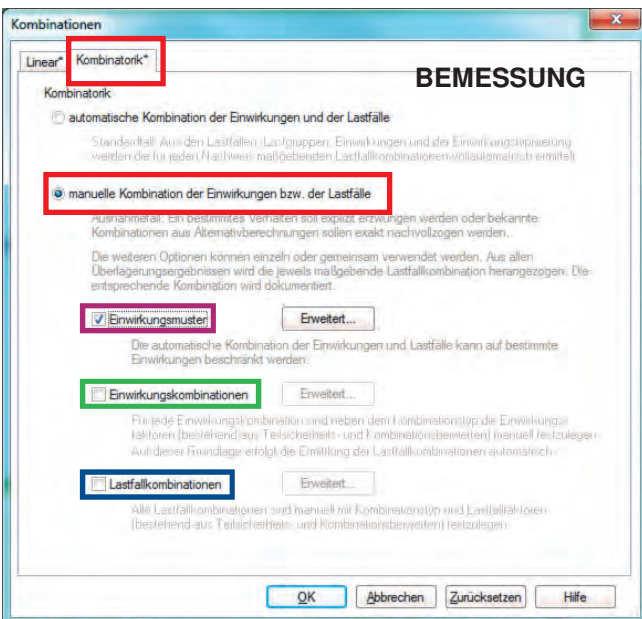 Kombinationen
Linear* Kombinatorik*
BEMESSUNG
Kombinatorik
automatische Kombination der Einwirkungen und der Lastfälle
Standardfall: Aus den Lastfällen, Lastgruppen, Einwirkungen und der Einwirkungstypisierung
werden die für jeden Nachweis maßgebenden Lastfallkombinationen vollautomatisch ermittelt.
manuelle Kombination der Einwirkungen bzw. der Lastfälle
Ausnahmefall: Ein bestimmtes Verhalten soll explizit erzwungen werden oder bekannte
Kombinationen aus Alternativberechnungen sollen exakt nachvollzogen werden.
Die weiteren Optionen können einzeln oder gemeinsam verwendet werden. Aus allen
Überlagerungsergebnissen wird die jeweils maßgebende Lastfallkombination herangezogen. Die
entsprechende Kombination wird dokumentiert.
Einwirkungsmuster Erweitert...
Die automatische Kombination der Einwirkungen und Lastfälle kann auf bestimmte
Einwirkungen beschränkt werden.
Einwirkungskombinationen Erweitert...
Für jede Einwirkungskombination sind neben dem Kombinationstyp die Einwirkungs-
faktoren (bestehend aus Teilsicherheits- und Kombinationsbeiwerten) manuell festzulegen.
Auf dieser Grundlage erfolgt die Ermittlung der Lastfallkombinationen automatisch.
Lastfallkombinationen Erweitert...
Alle Lastfallkombinationen sind manuell mit Kombinationstyp und Lastfallfaktoren
(bestehend aus Teilsicherheits- und Kombinationsbeiwerten) festzulegen.
OK Abbrechen Zurücksetzen Hilfe